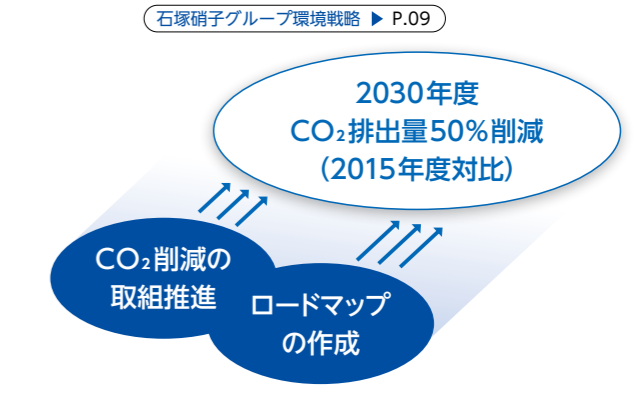 石塚硝子グループ環境戦略 ▶ P.09
2030年度
CO₂排出量50%削減
（2015年度対比）
CO₂削減の
取組推進
ロードマップ
の作成